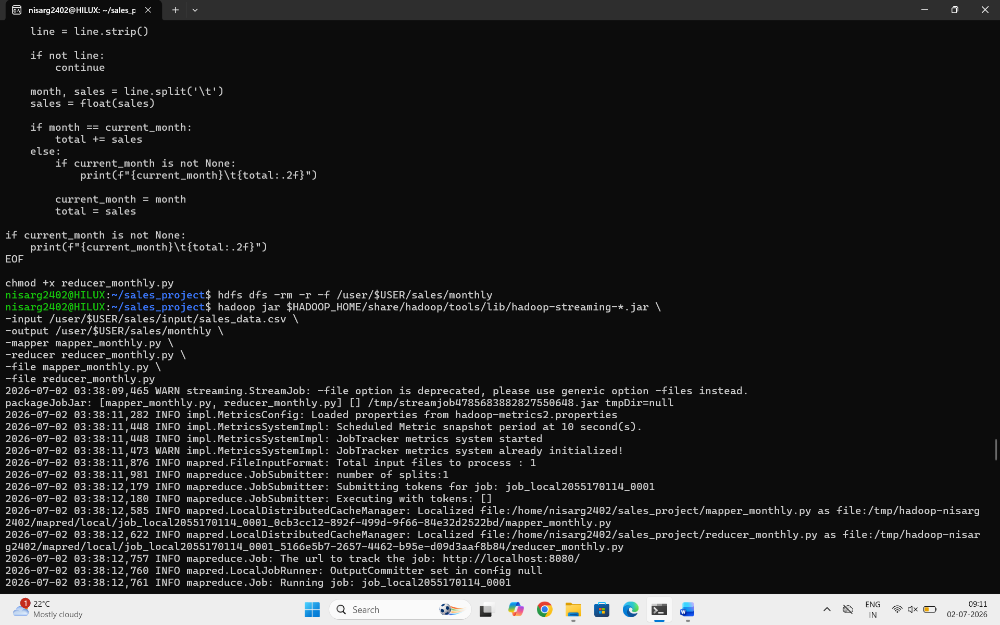 nisarg2402@HILUX: ~/sales_p
    line = line.strip()
    if not line:
        continue
    month, sales = line.split('\t')
    sales = float(sales)
    if month == current_month:
        total += sales
    else:
        if current_month is not None:
            print(f"{current_month}\t{total:.2f}")
        current_month = month
        total = sales
if current_month is not None:
    print(f"{current_month}\t{total:.2f}")
EOF
chmod +x reducer_monthly.py
nisarg2402@HILUX:~/sales_project$ hdfs dfs -rm -r -f /user/$USER/sales/monthly
nisarg2402@HILUX:~/sales_project$ hadoop jar $HADOOP_HOME/share/hadoop/tools/lib/hadoop-streaming-*.jar \
-input /user/$USER/sales/input/sales_data.csv \
-output /user/$USER/sales/monthly \
-mapper mapper_monthly.py \
-reducer reducer_monthly.py \
-file mapper_monthly.py \
-file reducer_monthly.py
2026-07-02 03:38:09,465 WARN streaming.StreamJob: -file option is deprecated, please use generic option -files instead.
packageJobJar: [mapper_monthly.py, reducer_monthly.py] [] /tmp/streamjob4785683882827550648.jar tmpDir=null
2026-07-02 03:38:11,282 INFO impl.MetricsConfig: Loaded properties from hadoop-metrics2.properties
2026-07-02 03:38:11,448 INFO impl.MetricsSystemImpl: Scheduled Metric snapshot period at 10 second(s).
2026-07-02 03:38:11,448 INFO impl.MetricsSystemImpl: JobTracker metrics system started
2026-07-02 03:38:11,473 WARN impl.MetricsSystemImpl: JobTracker metrics system already initialized!
2026-07-02 03:38:11,876 INFO mapred.FileInputFormat: Total input files to process : 1
2026-07-02 03:38:11,981 INFO mapreduce.JobSubmitter: number of splits:1
2026-07-02 03:38:12,179 INFO mapreduce.JobSubmitter: Submitting tokens for job: job_local2055170114_0001
2026-07-02 03:38:12,180 INFO mapreduce.JobSubmitter: Executing with tokens: []
2026-07-02 03:38:12,585 INFO mapred.LocalDistributedCacheManager: Localized file:/home/nisarg2402/sales_project/mapper_monthly.py as file:/tmp/hadoop-nisarg
2402/mapred/local/job_local2055170114_0001_0cb3cc12-892f-499d-9f66-84e32d2522bd/mapper_monthly.py
2026-07-02 03:38:12,622 INFO mapred.LocalDistributedCacheManager: Localized file:/home/nisarg2402/sales_project/reducer_monthly.py as file:/tmp/hadoop-nisar
g2402/mapred/local/job_local2055170114_0001_5166e5b7-2657-4462-b95e-d09d3aaf8b84/reducer_monthly.py
2026-07-02 03:38:12,757 INFO mapreduce.Job: The url to track the job: http://localhost:8080/
2026-07-02 03:38:12,760 INFO mapred.LocalJobRunner: OutputCommitter set in config null
2026-07-02 03:38:12,761 INFO mapreduce.Job: Running job: job_local2055170114_0001
1
22°C
Mostly cloudy
Search
W
ENG
IN
09:11
02-07-2026